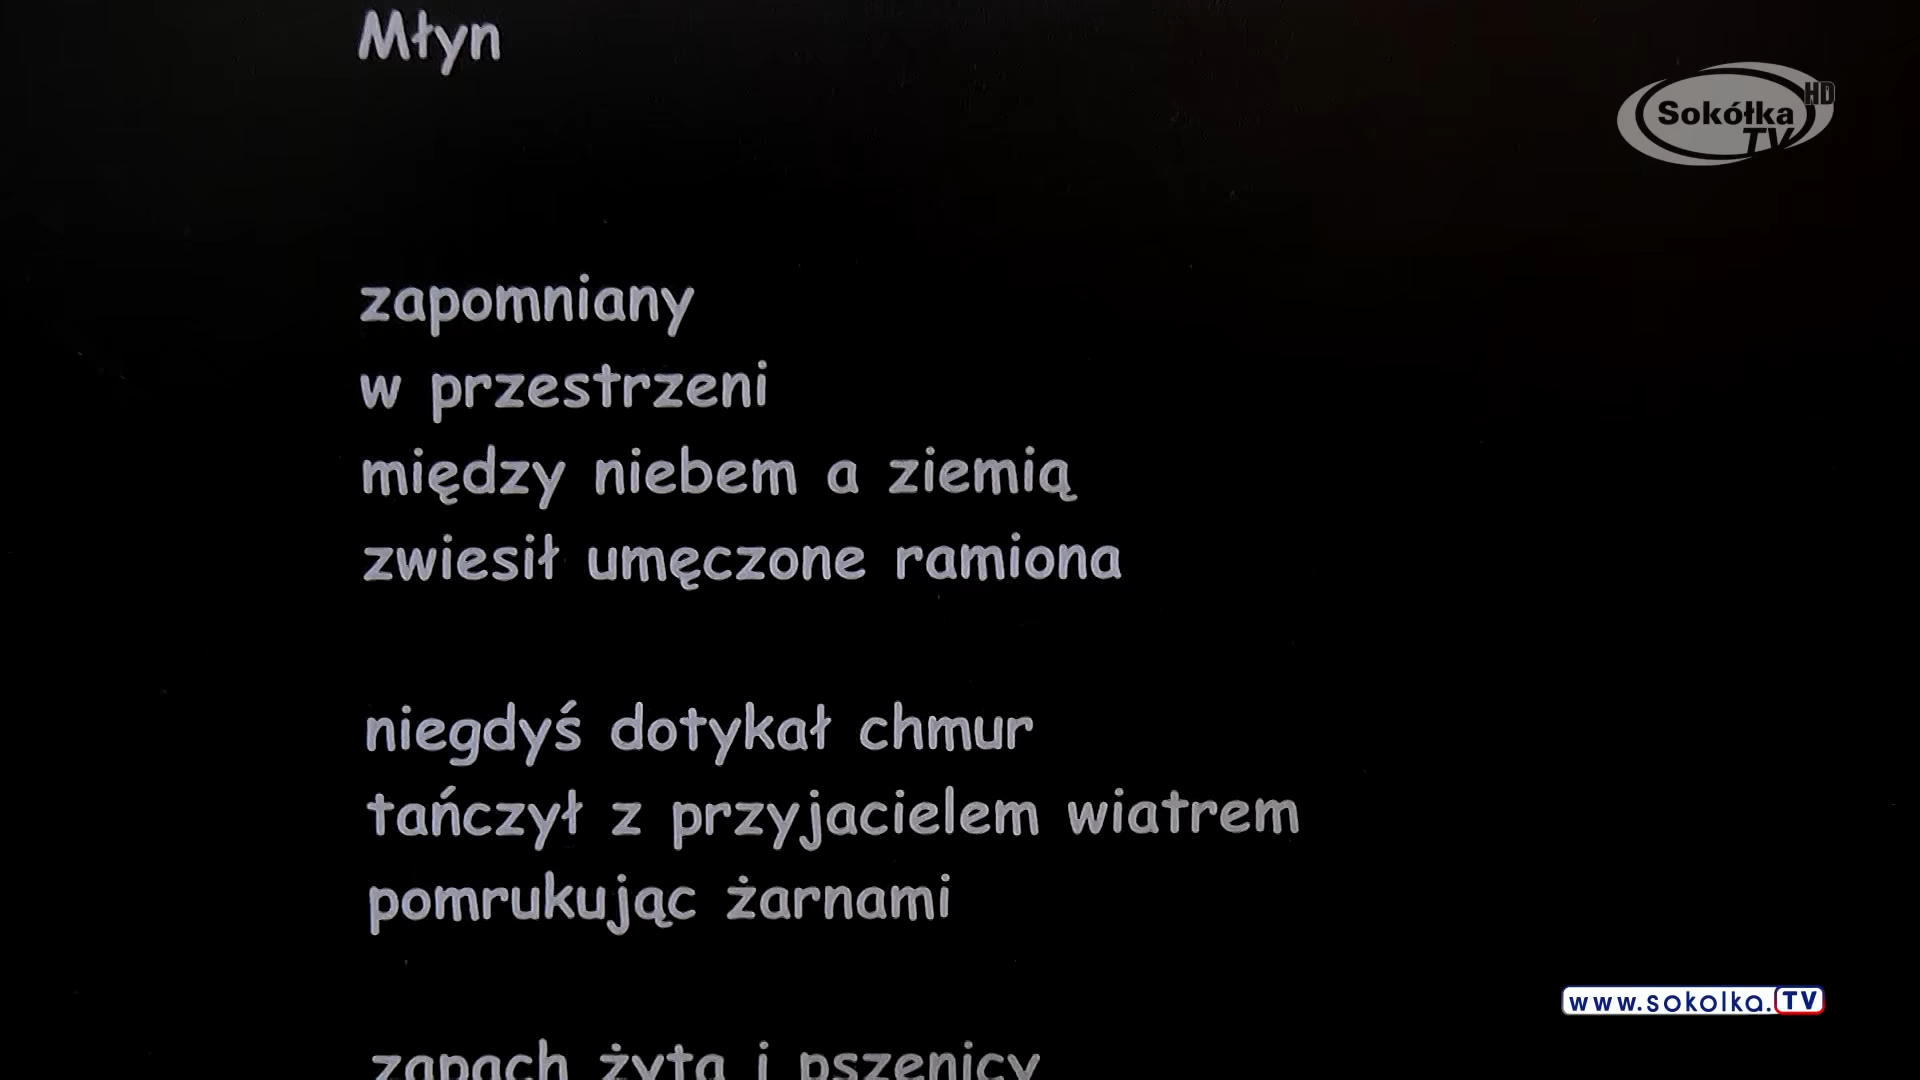 Młyn
Sokółka HD
TV
zapomniany
w przestrzeni
między niebem a ziemią
zwiesił umęczone ramiona
niegdyś dotykał chmur
tańczył z przyjacielem wiatrem
pomrukując żarnami
www.sokolka.TV
zapach żyta i pszenicy